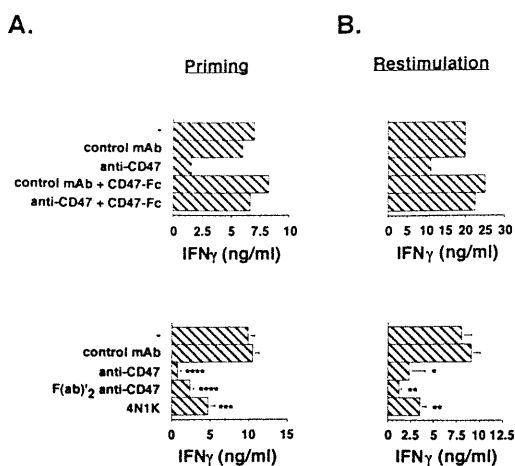 A.
B.
Priming
Restimulation
-
control mAb
anti-CD47
control mAb + CD47-Fc
anti-CD47 + CD47-Fc
0 2.5 5 7.5 10
IFNγ (ng/ml)
0 5 10 15 20 25 30
IFNγ (ng/ml)
-
control mAb
anti-CD47 **** *
F(ab)'2 anti-CD47 **** **
4N1K *** **
0 5 10 15
IFNγ (ng/ml)
0 2.5 5 7.5 10 12.5
IFNγ (ng/ml)